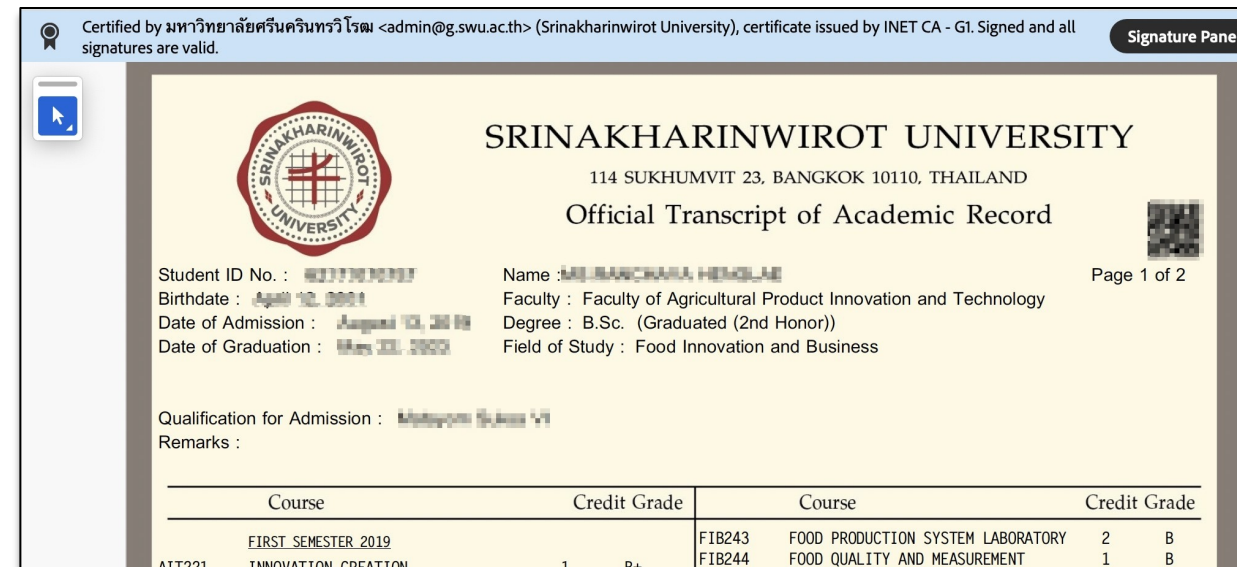 Certified by มหาวิทยาลัยศรีนครินทรวิโรฒ <admin@g.swu.ac.th> (Srinakharinwirot University), certificate issued by INET CA - G1. Signed and all
signatures are valid.
Signature Pane
SRINAKHARINWIROT
UNIVERSITY
SRINAKHARINWIROT UNIVERSITY
114 SUKHUMVIT 23, BANGKOK 10110, THAILAND
Official Transcript of Academic Record
Student ID No. : Name : Page 1 of 2
Birthdate : Faculty : Faculty of Agricultural Product Innovation and Technology
Date of Admission : Degree : B.Sc. (Graduated (2nd Honor))
Date of Graduation : Field of Study : Food Innovation and Business
Qualification for Admission :
Remarks :
Course Credit Grade Course Credit Grade
FIRST SEMESTER 2019 FIB243 FOOD PRODUCTION SYSTEM LABORATORY 2 B
AIT221 INNOVATION CREATION 1 B+ FIB244 FOOD QUALITY AND MEASUREMENT 1 B